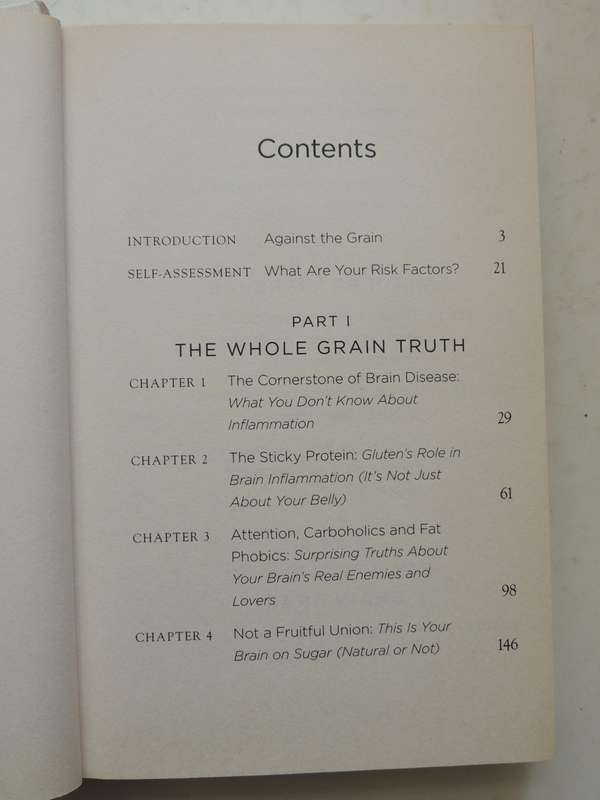 Contents
INTRODUCTION Against the Grain 3
SELF-ASSESSMENT What Are Your Risk Factors? 21
PART I
THE WHOLE GRAIN TRUTH
CHAPTER 1 The Cornerstone of Brain Disease:
What You Don't Know About
Inflammation 29
CHAPTER 2 The Sticky Protein: Gluten's Role in
Brain Inflammation (It's Not Just
About Your Belly) 61
CHAPTER 3 Attention, Carboholics and Fat
Phobics: Surprising Truths About
Your Brain's Real Enemies and
Lovers 98
CHAPTER 4 Not a Fruitful Union: This Is Your
Brain on Sugar (Natural or Not) 146